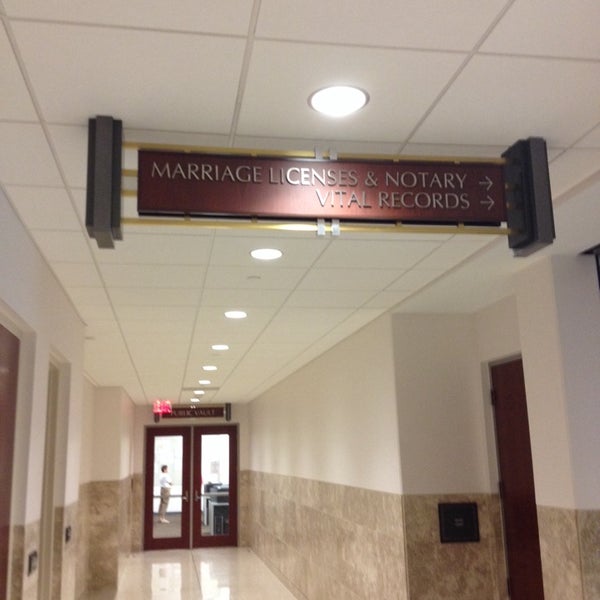 MARRIAGE LICENSES & NOTARY →
VITAL RECORDS →
PUBLIC VAULT